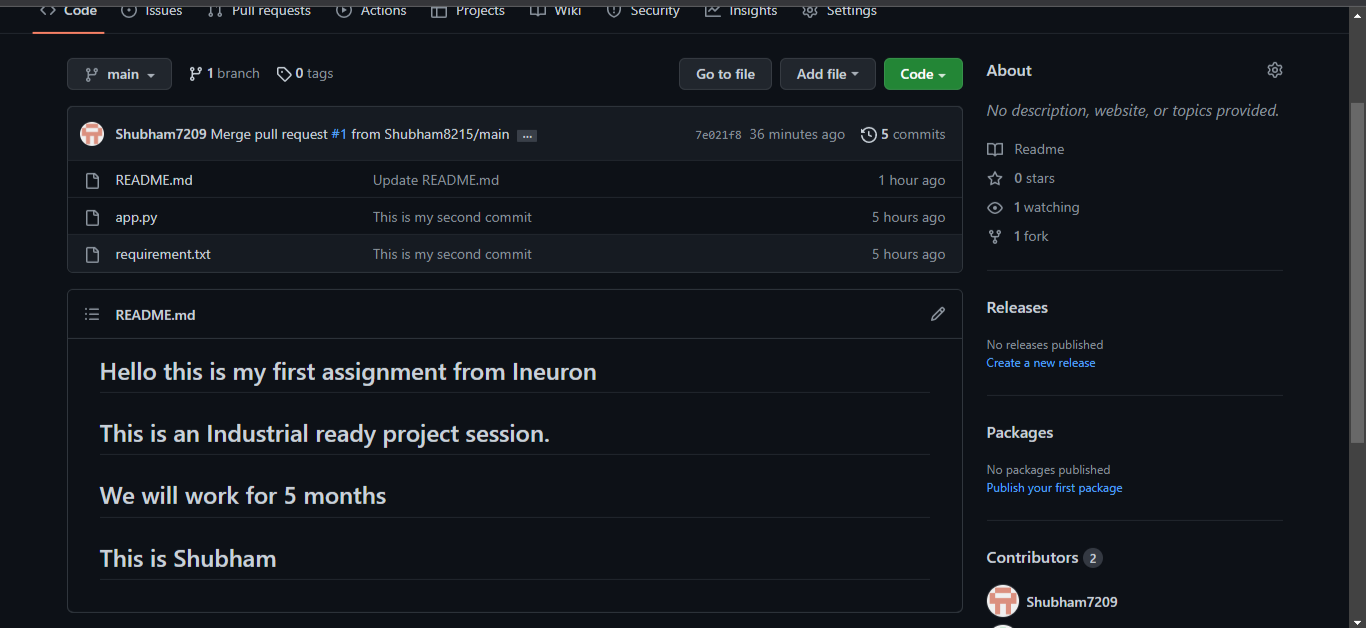 Code Issues Pull requests Actions Projects Wiki Security Insights Settings
main 1 branch 0 tags Go to file Add file Code
Shubham7209 Merge pull request #1 from Shubham8215/main ... 7e021f8 36 minutes ago 5 commits
README.md Update README.md 1 hour ago
app.py This is my second commit 5 hours ago
requirement.txt This is my second commit 5 hours ago
README.md
Hello this is my first assignment from Ineuron
This is an Industrial ready project session.
We will work for 5 months
This is Shubham
About
No description, website, or topics provided.
Readme
0 stars
1 watching
1 fork
Releases
No releases published
Create a new release
Packages
No packages published
Publish your first package
Contributors 2
Shubham7209